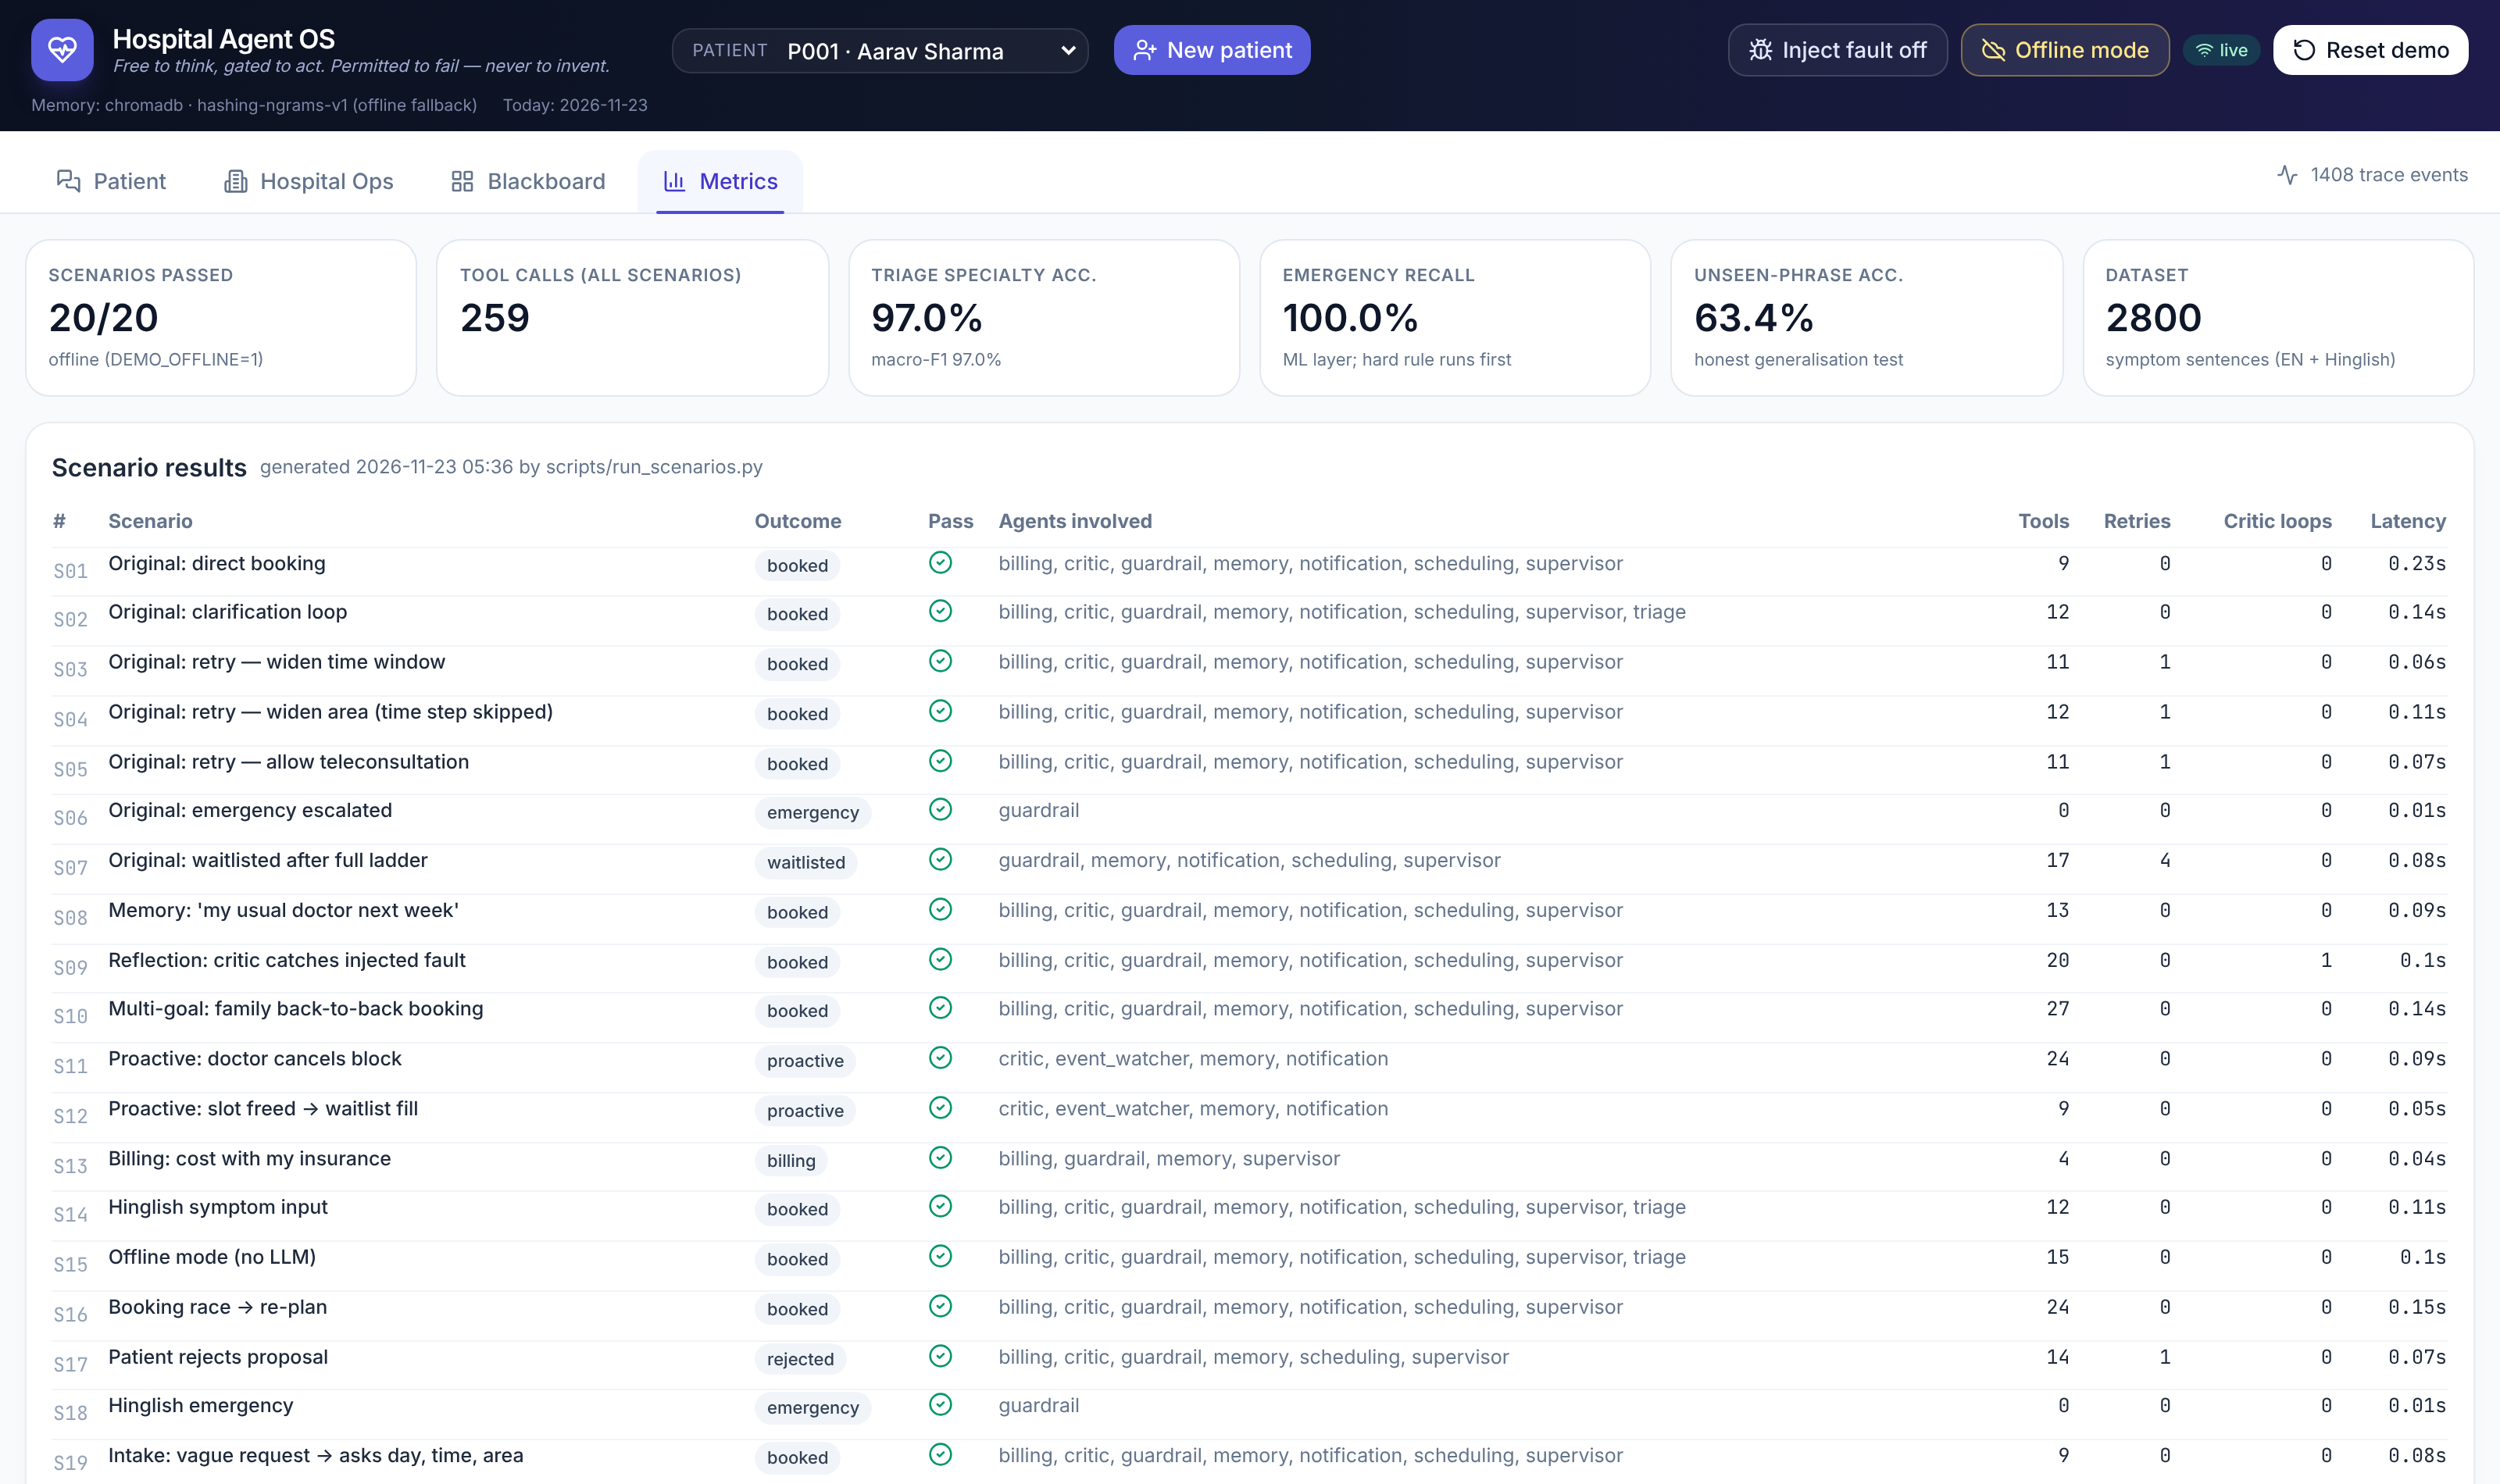 Hospital Agent OS
Free to think, gated to act. Permitted to fail — never to invent.
PATIENT P001 · Aarav Sharma
New patient
Inject fault off
Offline mode
live
Reset demo
Memory: chromadb · hashing-ngrams-v1 (offline fallback) Today: 2026-11-23
Patient
Hospital Ops
Blackboard
Metrics
1408 trace events
SCENARIOS PASSED
20/20
offline (DEMO_OFFLINE=1)
TOOL CALLS (ALL SCENARIOS)
259
TRIAGE SPECIALTY ACC.
97.0%
macro-F1 97.0%
EMERGENCY RECALL
100.0%
ML layer; hard rule runs first
UNSEEN-PHRASE ACC.
63.4%
honest generalisation test
DATASET
2800
symptom sentences (EN + Hinglish)
Scenario results generated 2026-11-23 05:36 by scripts/run_scenarios.py
# Scenario Outcome Pass Agents involved Tools Retries Critic loops Latency
S01 Original: direct booking booked billing, critic, guardrail, memory, notification, scheduling, supervisor 9 0 0 0.23s
S02 Original: clarification loop booked billing, critic, guardrail, memory, notification, scheduling, supervisor, triage 12 0 0 0.14s
S03 Original: retry — widen time window booked billing, critic, guardrail, memory, notification, scheduling, supervisor 11 1 0 0.06s
S04 Original: retry — widen area (time step skipped) booked billing, critic, guardrail, memory, notification, scheduling, supervisor 12 1 0 0.11s
S05 Original: retry — allow teleconsultation booked billing, critic, guardrail, memory, notification, scheduling, supervisor 11 1 0 0.07s
S06 Original: emergency escalated emergency guardrail 0 0 0 0.01s
S07 Original: waitlisted after full ladder waitlisted guardrail, memory, notification, scheduling, supervisor 17 4 0 0.08s
S08 Memory: 'my usual doctor next week' booked billing, critic, guardrail, memory, notification, scheduling, supervisor 13 0 0 0.09s
S09 Reflection: critic catches injected fault booked billing, critic, guardrail, memory, notification, scheduling, supervisor 20 0 1 0.1s
S10 Multi-goal: family back-to-back booking booked billing, critic, guardrail, memory, notification, scheduling, supervisor 27 0 0 0.14s
S11 Proactive: doctor cancels block proactive critic, event_watcher, memory, notification 24 0 0 0.09s
S12 Proactive: slot freed → waitlist fill proactive critic, event_watcher, memory, notification 9 0 0 0.05s
S13 Billing: cost with my insurance billing billing, guardrail, memory, supervisor 4 0 0 0.04s
S14 Hinglish symptom input booked billing, critic, guardrail, memory, notification, scheduling, supervisor, triage 12 0 0 0.11s
S15 Offline mode (no LLM) booked billing, critic, guardrail, memory, notification, scheduling, supervisor, triage 15 0 0 0.1s
S16 Booking race → re-plan booked billing, critic, guardrail, memory, notification, scheduling, supervisor 24 0 0 0.15s
S17 Patient rejects proposal rejected billing, critic, guardrail, memory, scheduling, supervisor 14 1 0 0.07s
S18 Hinglish emergency emergency guardrail 0 0 0 0.01s
S19 Intake: vague request → asks day, time, area booked billing, critic, guardrail, memory, notification, scheduling, supervisor 9 0 0 0.08s